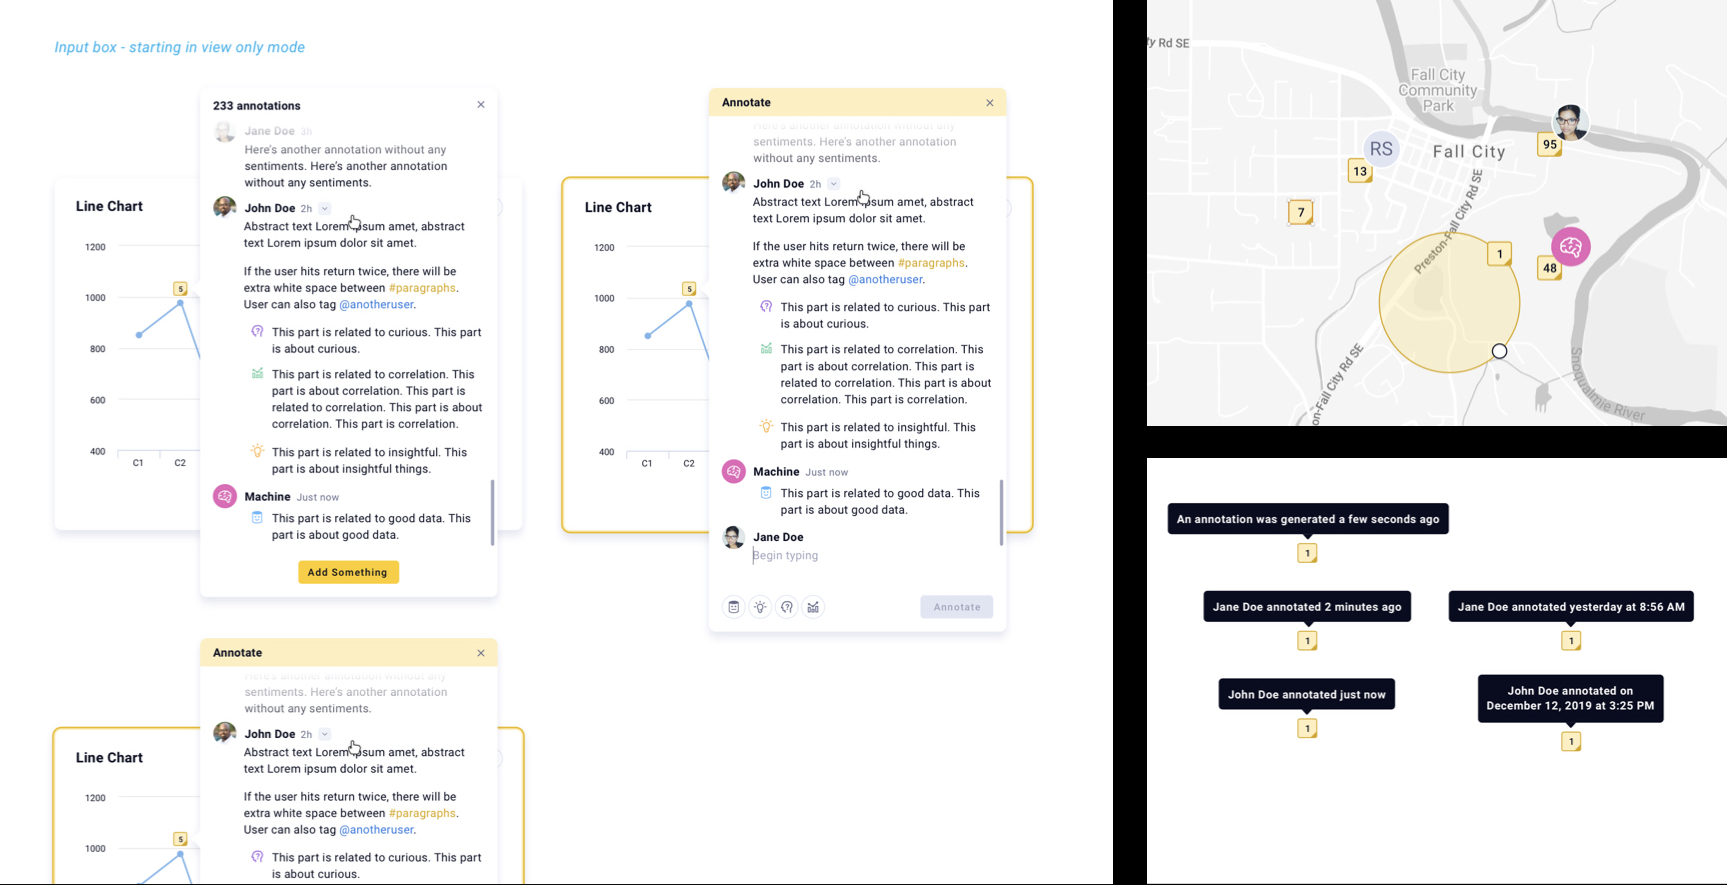 Input box - starting in view only mode
233 annotations
Jane Doe 3h
Here's another annotation without any
sentiments. Here's another annotation
without any sentiments.
Line Chart
John Doe 2h
Abstract text Lorem ipsum amet, abstract
text Lorem ipsum dolor sit amet.
If the user hits return twice, there will be
extra white space between #paragraphs.
User can also tag @anotheruser.
This part is related to curious. This part
is about curious.
This part is related to correlation. This
part is about correlation. This part is
related to correlation. This part is about
correlation. This part is correlation.
This part is related to insightful. This
part is about insightful things.
Machine Just now
This part is related to good data. This
part is about good data.
Add Something
1200
1000
800
600
400
C1 C2
5
Annotate
Here's another annotation without any
sentiments. Here's another annotation
without any sentiments.
Line Chart
John Doe 2h
Abstract text Lorem ipsum amet, abstract
text Lorem ipsum dolor sit amet.
If the user hits return twice, there will be
extra white space between #paragraphs.
User can also tag @anotheruser.
This part is related to curious. This part
is about curious.
This part is related to correlation. This
part is about correlation. This part is
related to correlation. This part is about
correlation. This part is correlation.
This part is related to insightful. This
part is about insightful things.
Machine Just now
This part is related to good data. This
part is about good data.
Jane Doe
Begin typing
Annotate
1200
1000
800
600
400
C1 C2
5
Annotate
Here's another annotation without any
sentiments. Here's another annotation
without any sentiments.
Line Chart
John Doe 2h
Abstract text Lorem ipsum amet, abstract
text Lorem ipsum dolor sit amet.
If the user hits return twice, there will be
extra white space between #paragraphs.
User can also tag @anotheruser.
This part is related to curious. This part
is about curious.
1200
1000
5
ty Rd SE
Fall City
Community
Park
RS
Fall City
95
13
7
1
48
Preston-Fall City Rd SE
on-Fall City Rd SE
Snoqualmie River
An annotation was generated a few seconds ago
1
Jane Doe annotated 2 minutes ago
1
Jane Doe annotated yesterday at 8:56 AM
1
John Doe annotated just now
1
John Doe annotated on
December 12, 2019 at 3:25 PM
1